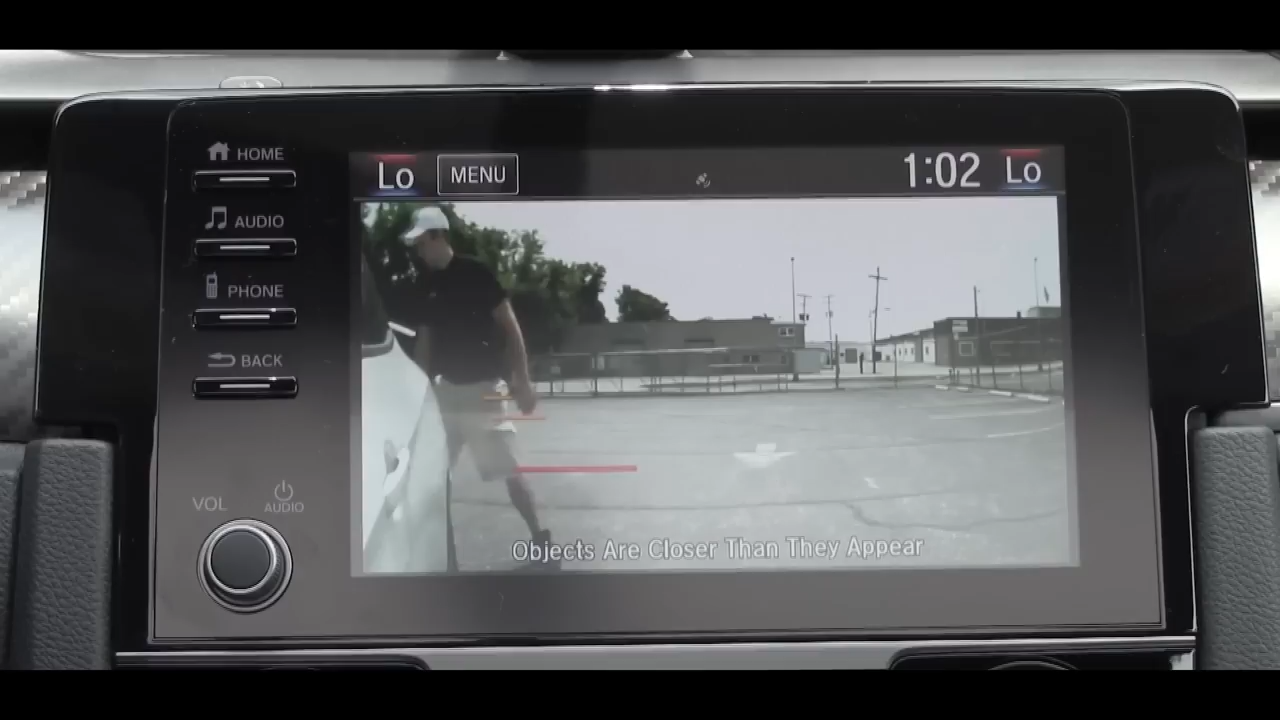 HOME
Lo
MENU
1:02
Lo
AUDIO
PHONE
BACK
VOL
AUDIO
Objects Are Closer Than They Appear